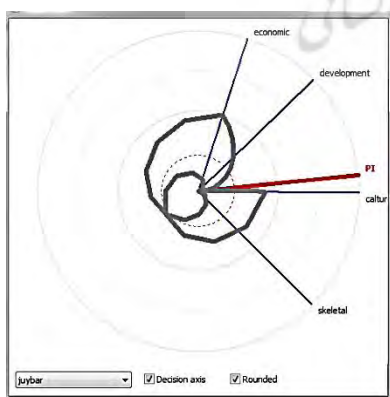 economic
development
PI
caltur
skeletal
juybar
Decision axis
Rounded